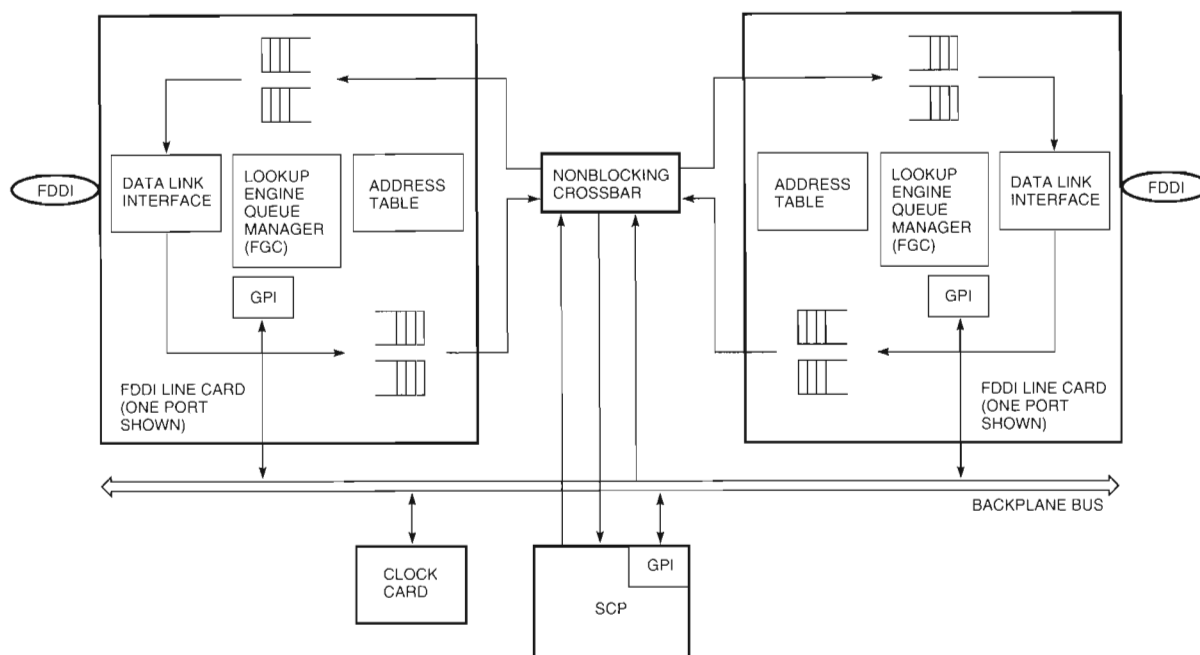 FDDI
DATA LINK
INTERFACE
LOOKUP
ENGINE
QUEUE
MANAGER
(FGC)
ADDRESS
TABLE
GPI
FDDI LINE CARD
(ONE PORT
SHOWN)
NONBLOCKING
CROSSBAR
ADDRESS
TABLE
LOOKUP
ENGINE
QUEUE
MANAGER
(FGC)
DATA LINK
INTERFACE
FDDI
GPI
FDDI LINE CARD
(ONE PORT
SHOWN)
BACKPLANE BUS
CLOCK
CARD
GPI
SCP